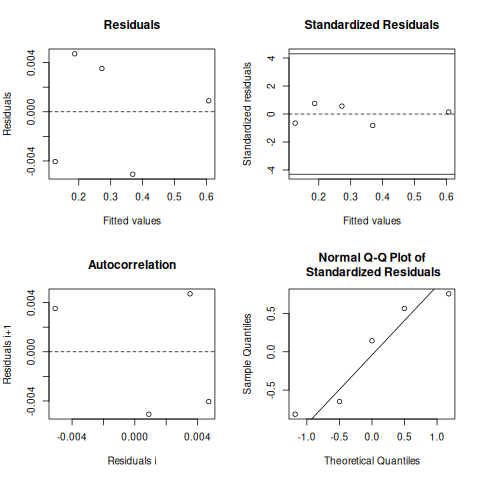 Residuals
Residuals
0.004
0.000
-0.004
0.2 0.3 0.4 0.5 0.6
Fitted values
Standardized Residuals
Standardized residuals
4
2
0
-2
-4
0.2 0.3 0.4 0.5 0.6
Fitted values
Autocorrelation
Residuals i+1
0.004
0.000
-0.004
-0.004 0.000 0.004
Residuals i
Normal Q-Q Plot of
Standardized Residuals
Sample Quantiles
0.5
0.0
-0.5
-1.0 -0.5 0.0 0.5 1.0
Theoretical Quantiles